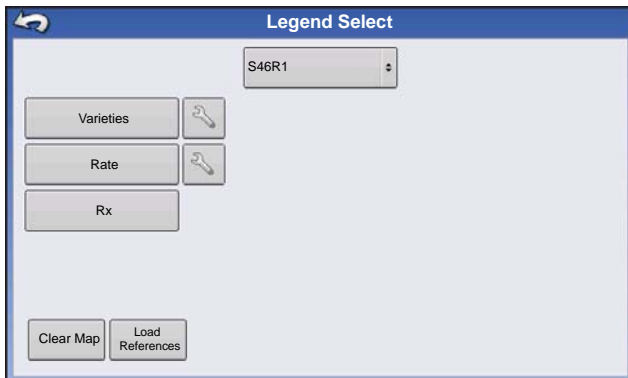 Legend Select
S46R1
Varieties
Rate
Rx
Clear Map
Load
References